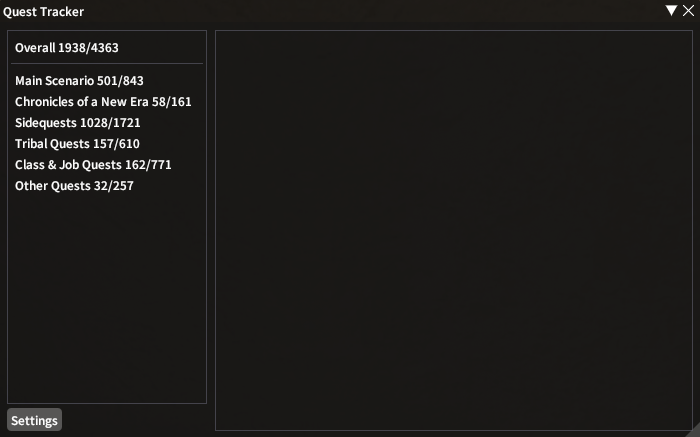 Quest Tracker
Overall 1938/4363
Main Scenario 501/843
Chronicles of a New Era 58/161
Sidequests 1028/1721
Tribal Quests 157/610
Class & Job Quests 162/771
Other Quests 32/257
Settings